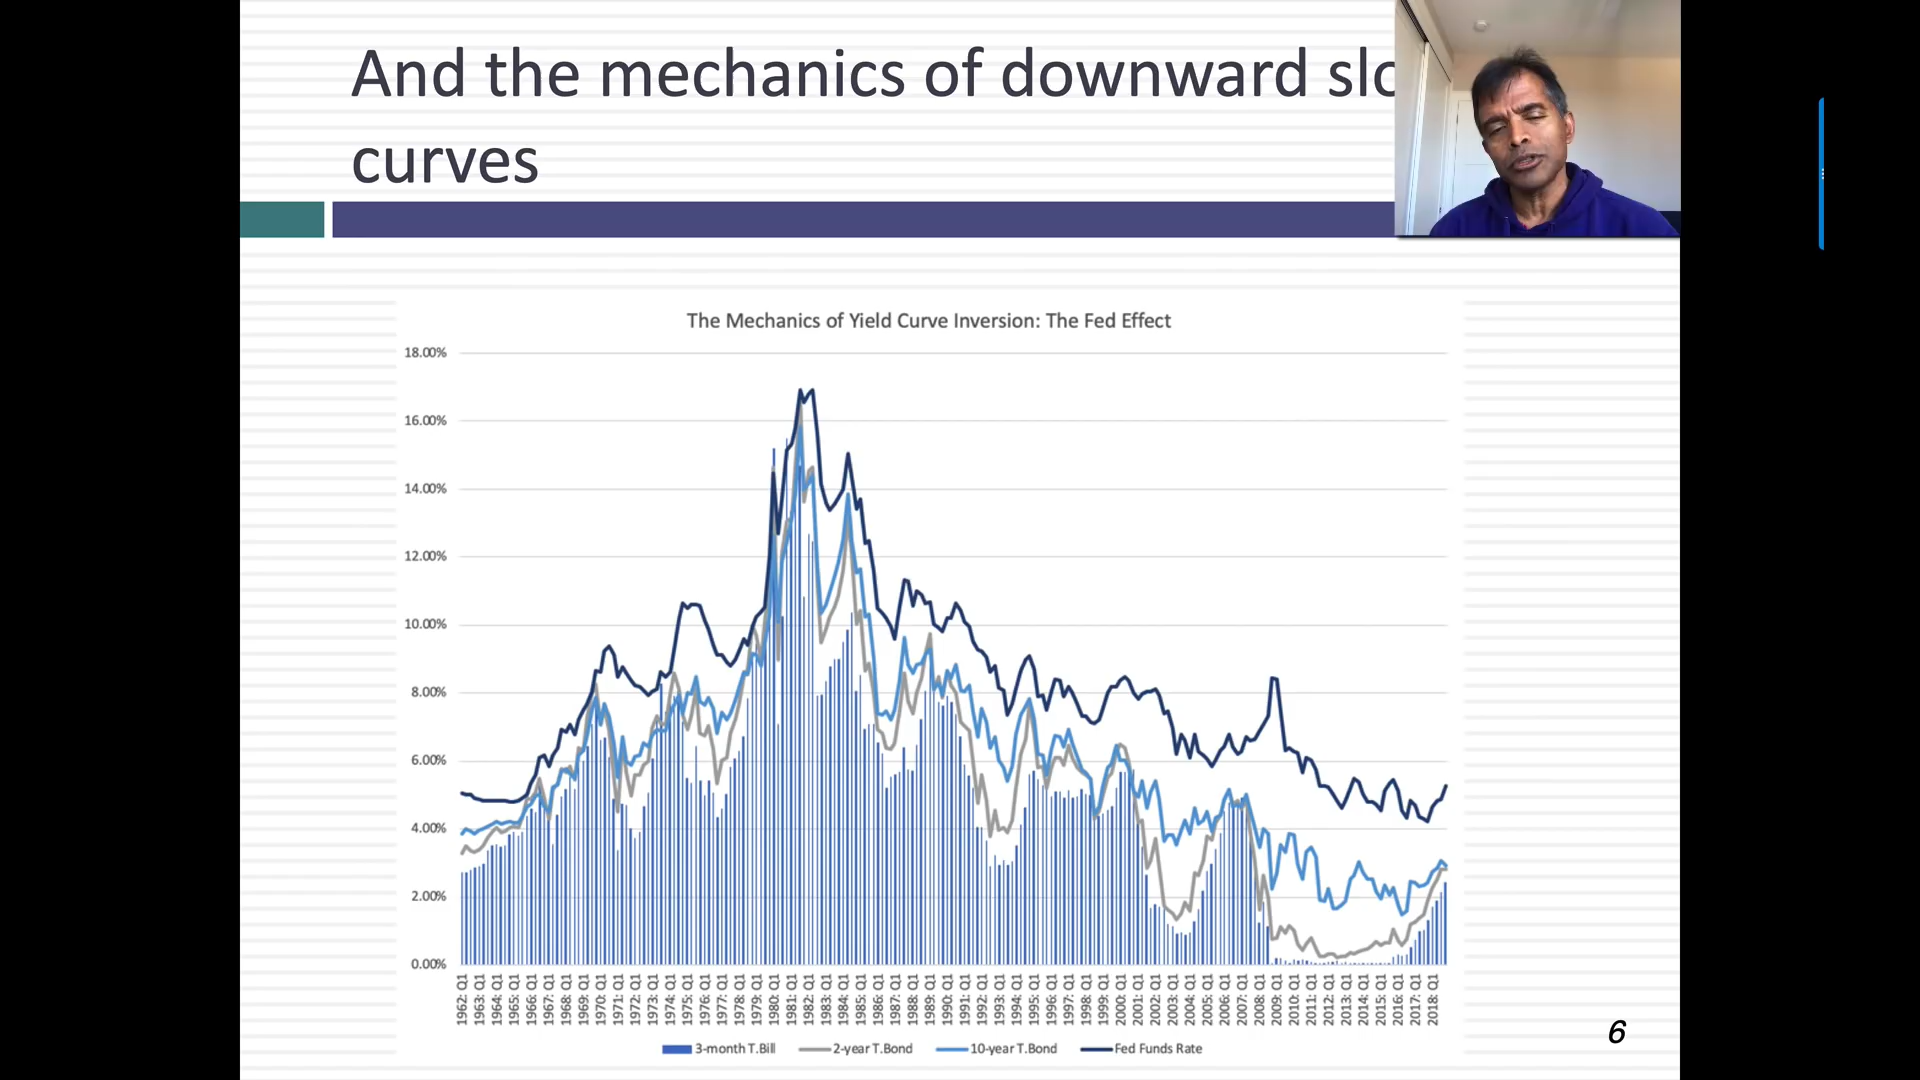 And the mechanics of downward slo
curves
The Mechanics of Yield Curve Inversion: The Fed Effect
18.00%
16.00%
14.00%
12.00%
10.00%
8.00%
6.00%
4.00%
2.00%
0.00%
1962: Q1
1963: Q1
1964: Q1
1965: Q1
1966: Q1
1967: Q1
1968: Q1
1969: Q1
1970: Q1
1971: Q1
1972: Q1
1973: Q1
1974: Q1
1975: Q1
1976: Q1
1977: Q1
1978: Q1
1979: Q1
1980: Q1
1981: Q1
1982: Q1
1983: Q1
1984: Q1
1985: Q1
1986: Q1
1987: Q1
1988: Q1
1989: Q1
1990: Q1
1991: Q1
1992: Q1
1993: Q1
1994: Q1
1995: Q1
1996: Q1
1997: Q1
1998: Q1
1999: Q1
2000: Q1
2001: Q1
2002: Q1
2003: Q1
2004: Q1
2005: Q1
2006: Q1
2007: Q1
2008: Q1
2009: Q1
2010: Q1
2011: Q1
2012: Q1
2013: Q1
2014: Q1
2015: Q1
2016: Q1
2017: Q1
2018: Q1
3-month T.Bill
2-year T.Bond
10-year T.Bond
Fed Funds Rate
6